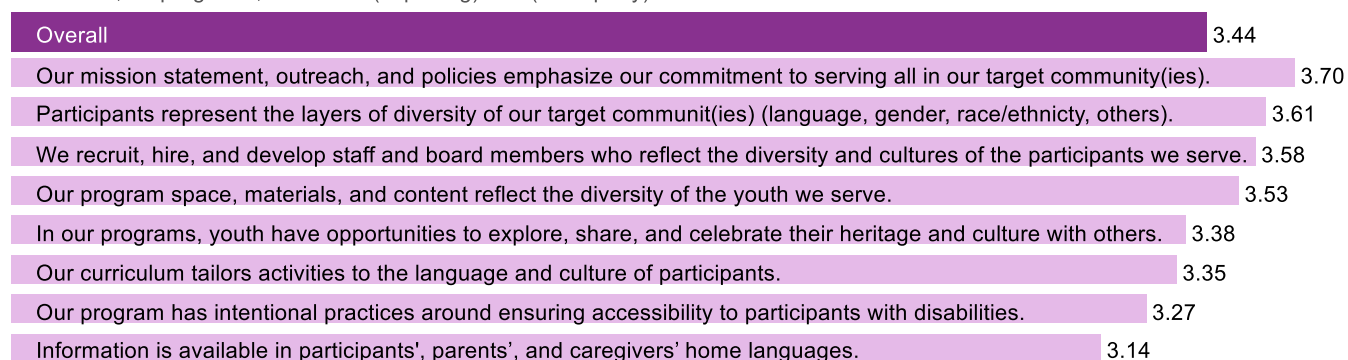 Overall 3.44
Our mission statement, outreach, and policies emphasize our commitment to serving all in our target community(ies). 3.70
Participants represent the layers of diversity of our target communit(ies) (language, gender, race/ethnicty, others). 3.61
We recruit, hire, and develop staff and board members who reflect the diversity and cultures of the participants we serve. 3.58
Our program space, materials, and content reflect the diversity of the youth we serve. 3.53
In our programs, youth have opportunities to explore, share, and celebrate their heritage and culture with others. 3.38
Our curriculum tailors activities to the language and culture of participants. 3.35
Our program has intentional practices around ensuring accessibility to participants with disabilities. 3.27
Information is available in participants', parents’, and caregivers’ home languages. 3.14